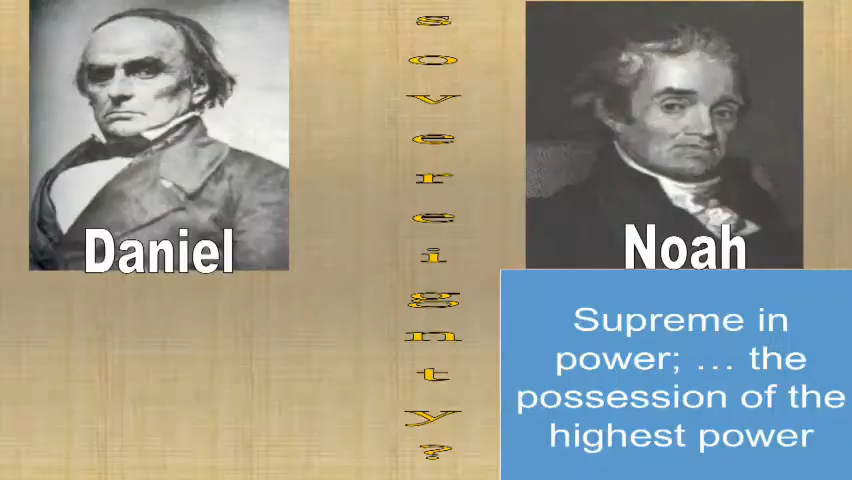 Daniel
sovereignty?
Noah
Supreme in
power; … the
possession of the
highest power